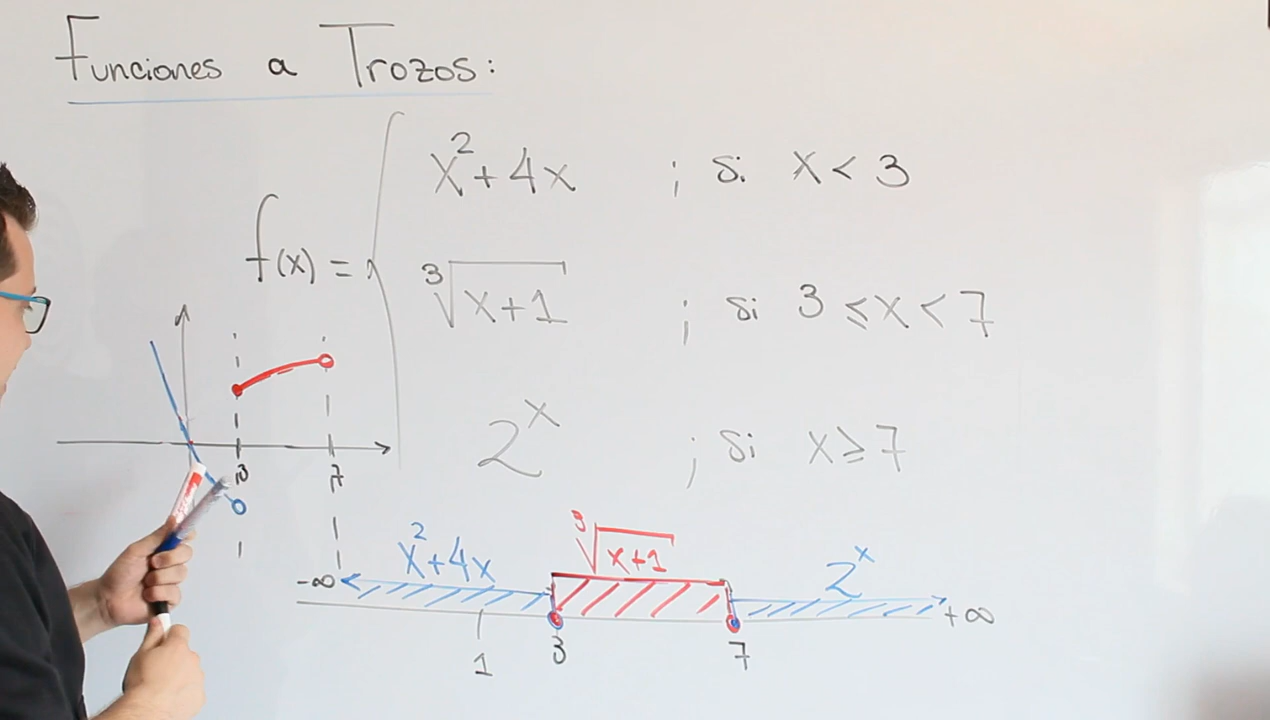 Funciones a Trozos:
x²+4x ; si x < 3
f(x) =
∛(x+1) ; si 3 ≤ x < 7
2ˣ ; si x ≥ 7
3 7
x²+4x ∛(x+1) 2ˣ
-∞ +∞
1 3 7